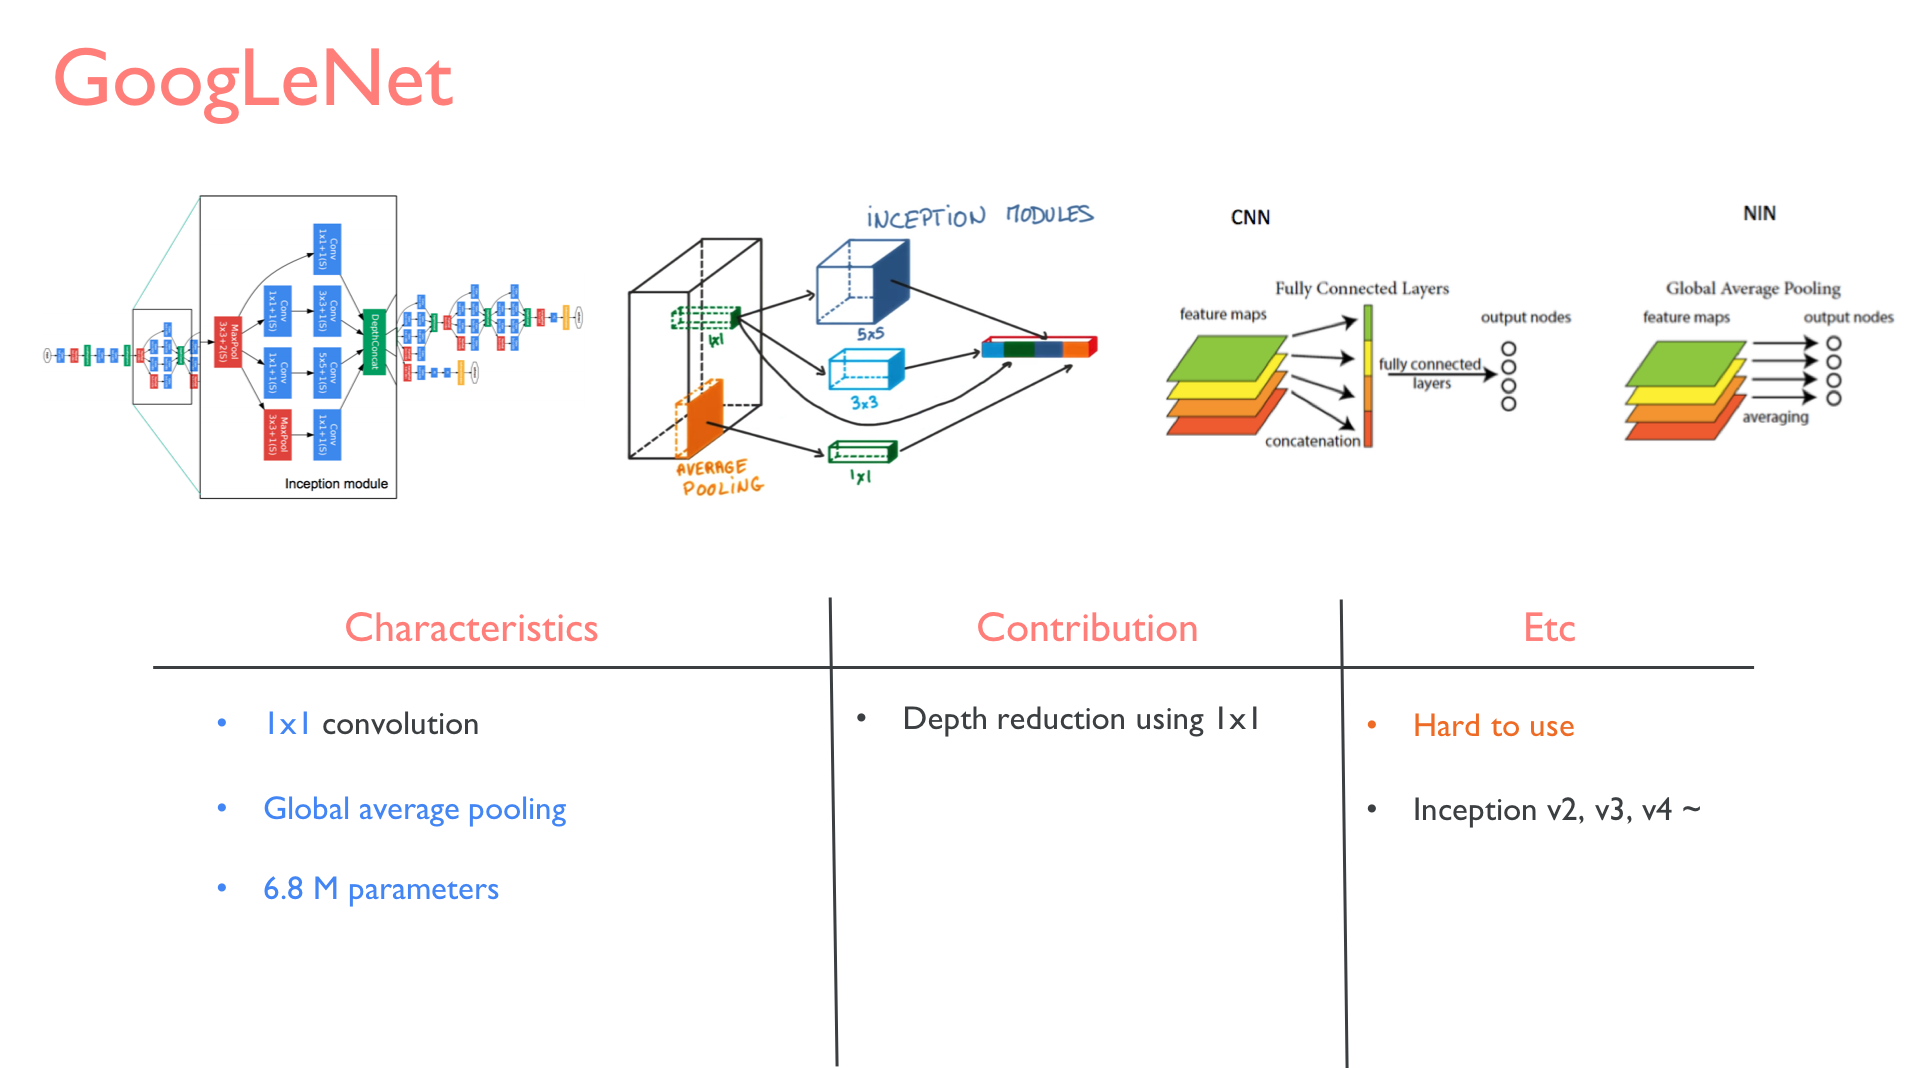 GoogLeNet
Conv
1x1+1(S)
Conv
1x1+1(S)
Conv
3x3+1(S)
MaxPool
3x3+2(S)
DepthConcat
Conv
1x1+1(S)
Conv
5x5+1(S)
MaxPool
3x3+1(S)
Conv
1x1+1(S)
Inception module
INCEPTION MODULES
1x1
5x5
3x3
1x1
AVERAGE
POOLING
CNN
Fully Connected Layers
feature maps
output nodes
fully connected
layers
concatenation
NIN
Global Average Pooling
feature maps
output nodes
averaging
Characteristics
Contribution
Etc
• 1x1 convolution
• Global average pooling
• 6.8 M parameters
• Depth reduction using 1x1
• Hard to use
• Inception v2, v3, v4 ~